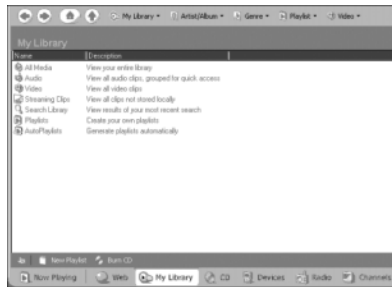 My Library Artist/Album Genre Playlist Video
My Library
Name Description
All Media View your entire library
Audio View all audio clips, grouped for quick access
Video View all video clips
Streaming Clips View all clips not stored locally
Search Library View results of your most recent search
Playlists Create your own playlists
AutoPlaylists Generate playlists automatically
New Playlist Burn CD
Now Playing Web My Library CD Devices Radio Channels